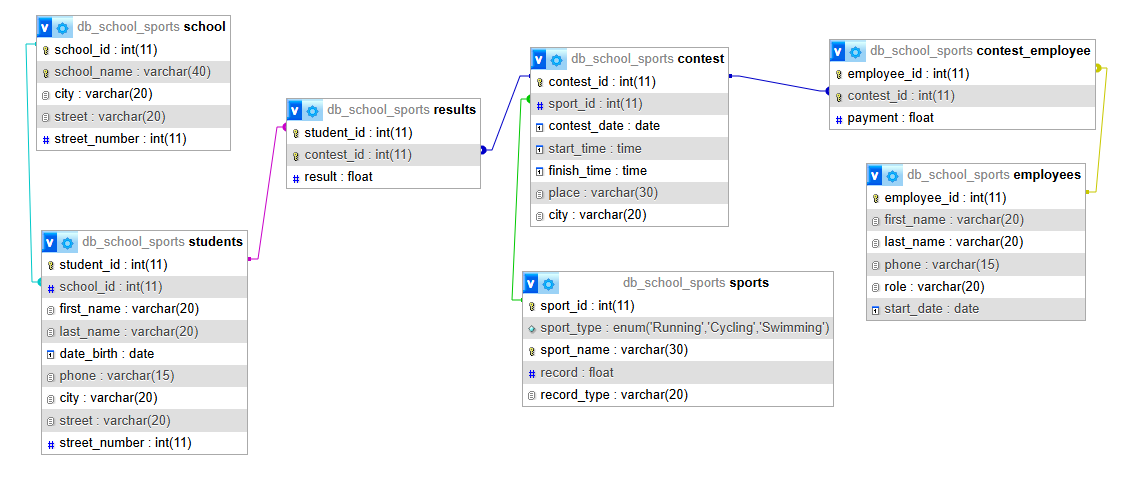 db_school_sports school
school_id : int(11)
school_name : varchar(40)
city : varchar(20)
street : varchar(20)
street_number : int(11)
db_school_sports students
student_id : int(11)
school_id : int(11)
first_name : varchar(20)
last_name : varchar(20)
date_birth : date
phone : varchar(15)
city : varchar(20)
street : varchar(20)
street_number : int(11)
db_school_sports results
student_id : int(11)
contest_id : int(11)
result : float
db_school_sports contest
contest_id : int(11)
sport_id : int(11)
contest_date : date
start_time : time
finish_time : time
place : varchar(30)
city : varchar(20)
db_school_sports sports
sport_id : int(11)
sport_type : enum('Running','Cycling','Swimming')
sport_name : varchar(30)
record : float
record_type : varchar(20)
db_school_sports contest_employee
employee_id : int(11)
contest_id : int(11)
payment : float
db_school_sports employees
employee_id : int(11)
first_name : varchar(20)
last_name : varchar(20)
phone : varchar(15)
role : varchar(20)
start_date : date